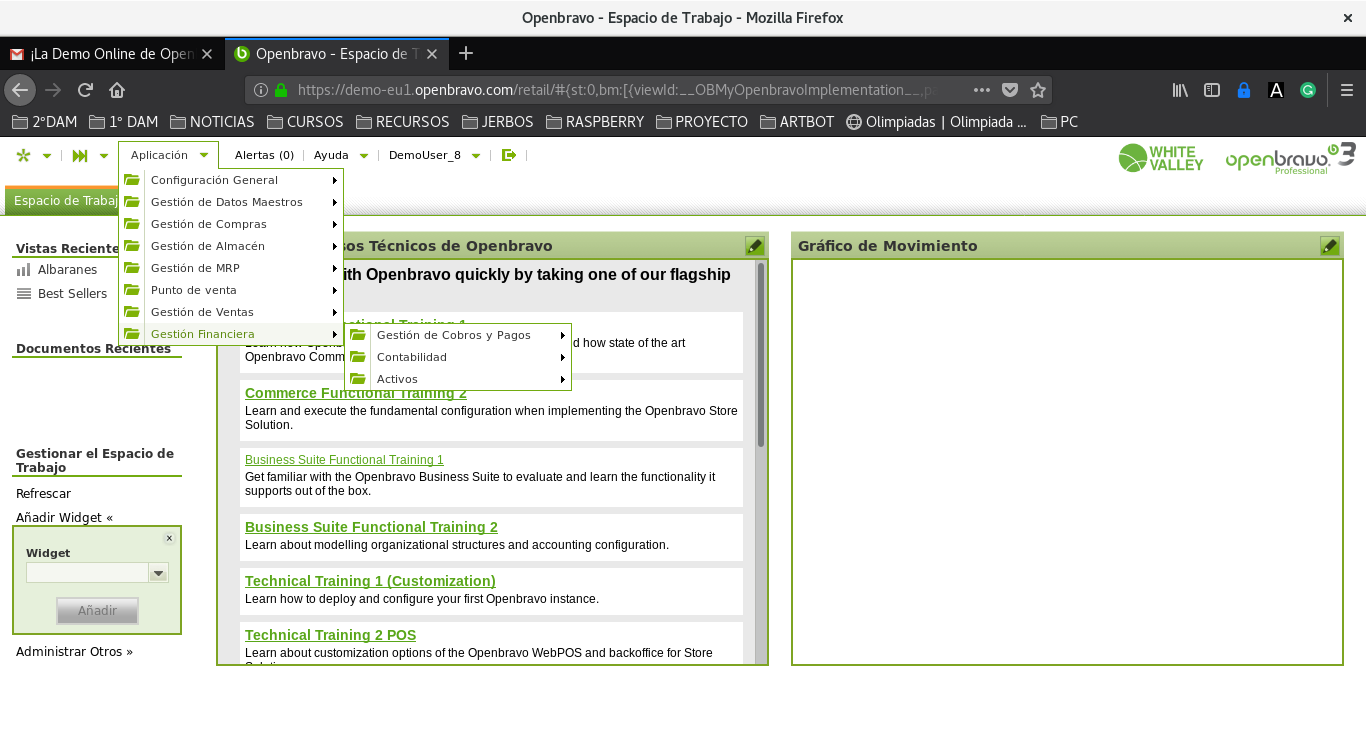 Openbravo - Espacio de Trabajo - Mozilla Firefox
¡La Demo Online de Open
Openbravo - Espacio de T
https://demo-eu1.openbravo.com/retail/#{st:0,bm:[{viewId:__OBMyOpenbravoImplementation__,pa
2ºDAM
1º DAM
NOTICIAS
CURSOS
RECURSOS
JERBOS
RASPBERRY
PROYECTO
ARTBOT
Olimpiadas | Olimpiada ...
PC
Aplicación
Alertas (0)
Ayuda
DemoUser_8
WHITE
VALLEY
openbravo 3
Professional
Espacio de Trabaj
Configuración General
Gestión de Datos Maestros
Gestión de Compras
Gestión de Almacén
Gestión de MRP
Punto de venta
Gestión de Ventas
Gestión Financiera
Gestión de Cobros y Pagos
Contabilidad
Activos
Vistas Reciente
Albaranes
Best Sellers
Documentos Recientes
Gestionar el Espacio de
Trabajo
Refrescar
Añadir Widget «
Widget
Añadir
Administrar Otros »
sos Técnicos de Openbravo
ith Openbravo quickly by taking one of our flagship
tional Training 1
Learn how Openb
d how state of the art
Openbravo Comm
Commerce Functional Training 2
Learn and execute the fundamental configuration when implementing the Openbravo Store
Solution.
Business Suite Functional Training 1
Get familiar with the Openbravo Business Suite to evaluate and learn the functionality it
supports out of the box.
Business Suite Functional Training 2
Learn about modelling organizational structures and accounting configuration.
Technical Training 1 (Customization)
Learn how to deploy and configure your first Openbravo instance.
Technical Training 2 POS
Learn about customization options of the Openbravo WebPOS and backoffice for Store
Gráfico de Movimiento